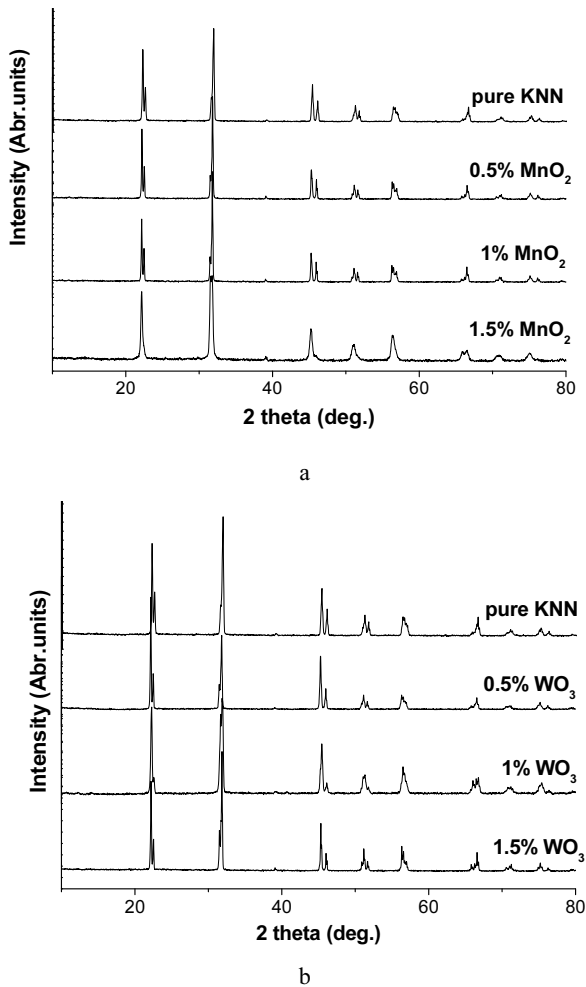 Intensity (Abr.units)
pure KNN
0.5% MnO₂
1% MnO₂
1.5% MnO₂
20 40 60 80
2 theta (deg.)
a
Intensity (Abr.units)
pure KNN
0.5% WO₃
1% WO₃
1.5% WO₃
20 40 60 80
2 theta (deg.)
b